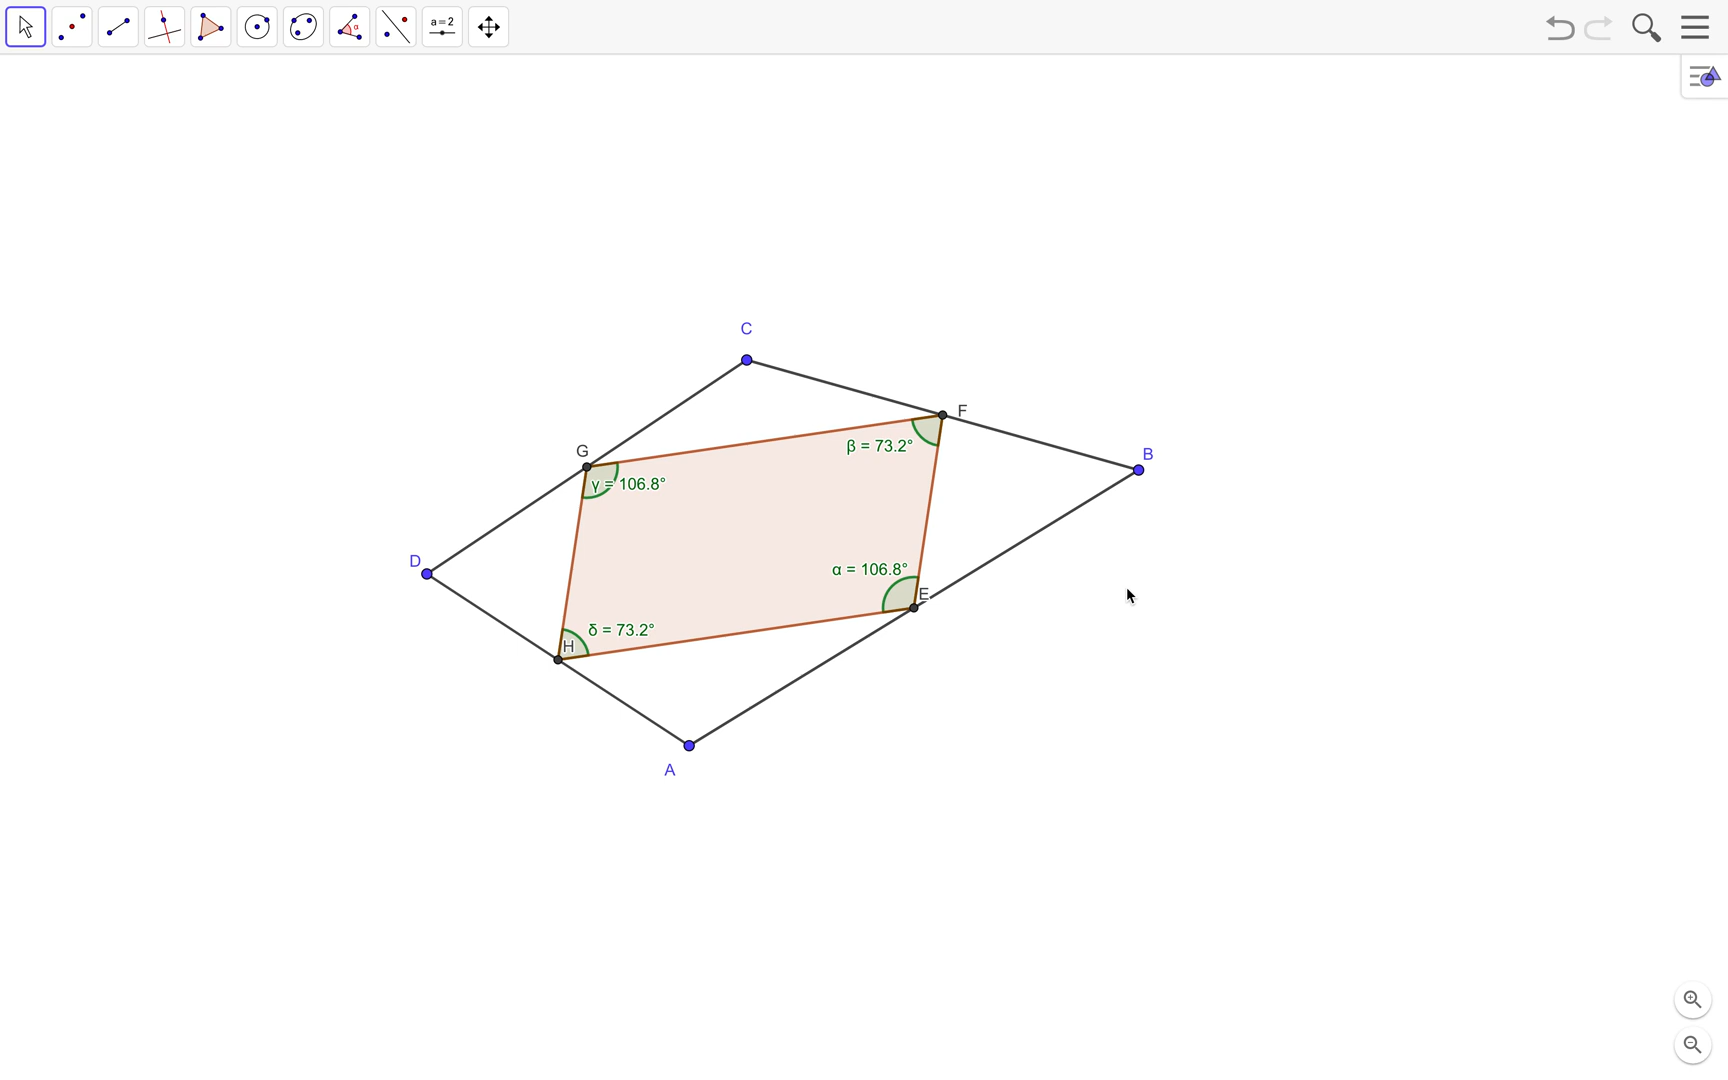 α
a=2
C
F
β = 73.2°
G
B
γ = 106.8°
D
α = 106.8°
E
δ = 73.2°
H
A